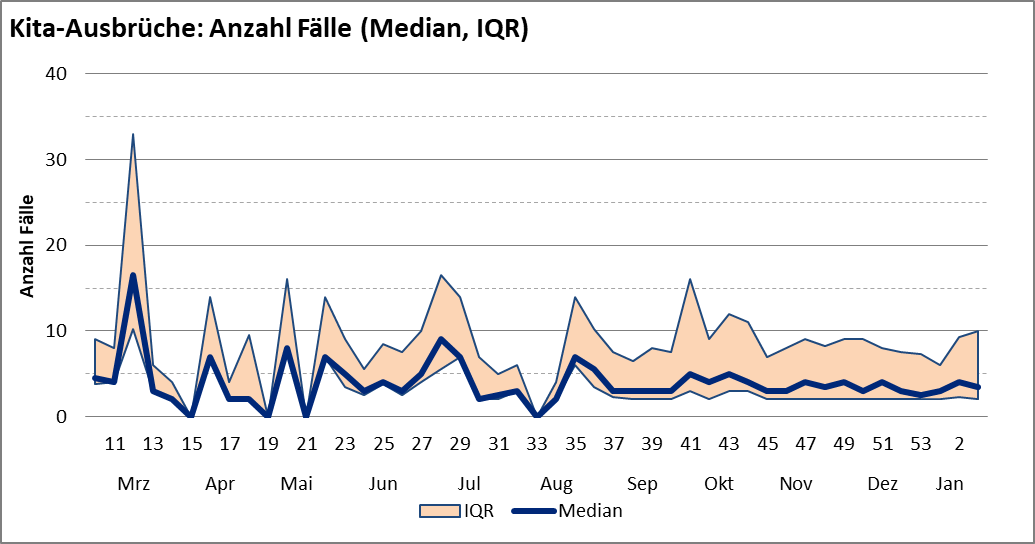 Kita-Ausbrüche: Anzahl Fälle (Median, IQR)
40
30
20
10
0
Anzahl Fälle
11 13 15 17 19 21 23 25 27 29 31 33 35 37 39 41 43 45 47 49 51 53 2
Mrz Apr Mai Jun Jul Aug Sep Okt Nov Dez Jan
IQR Median